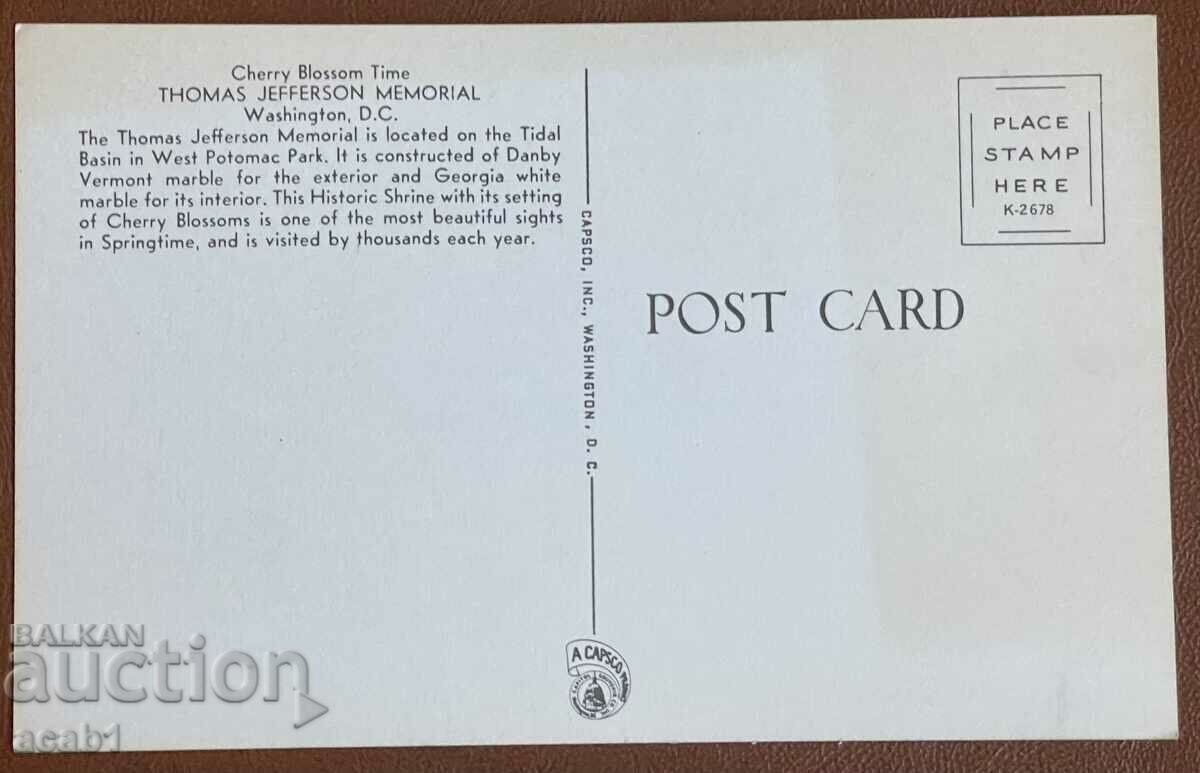 Cherry Blossom Time
THOMAS JEFFERSON MEMORIAL
Washington, D.C.
The Thomas Jefferson Memorial is located on the Tidal
Basin in West Potomac Park. It is constructed of Danby
Vermont marble for the exterior and Georgia white
marble for its interior. This Historic Shrine with its setting
of Cherry Blossoms is one of the most beautiful sights
in Springtime, and is visited by thousands each year.
CAPSCO, INC., WASHINGTON, D. C.
A CAPSCO
PLACE
STAMP
HERE
K-2678
POST CARD
BALKAN
auction
acab1